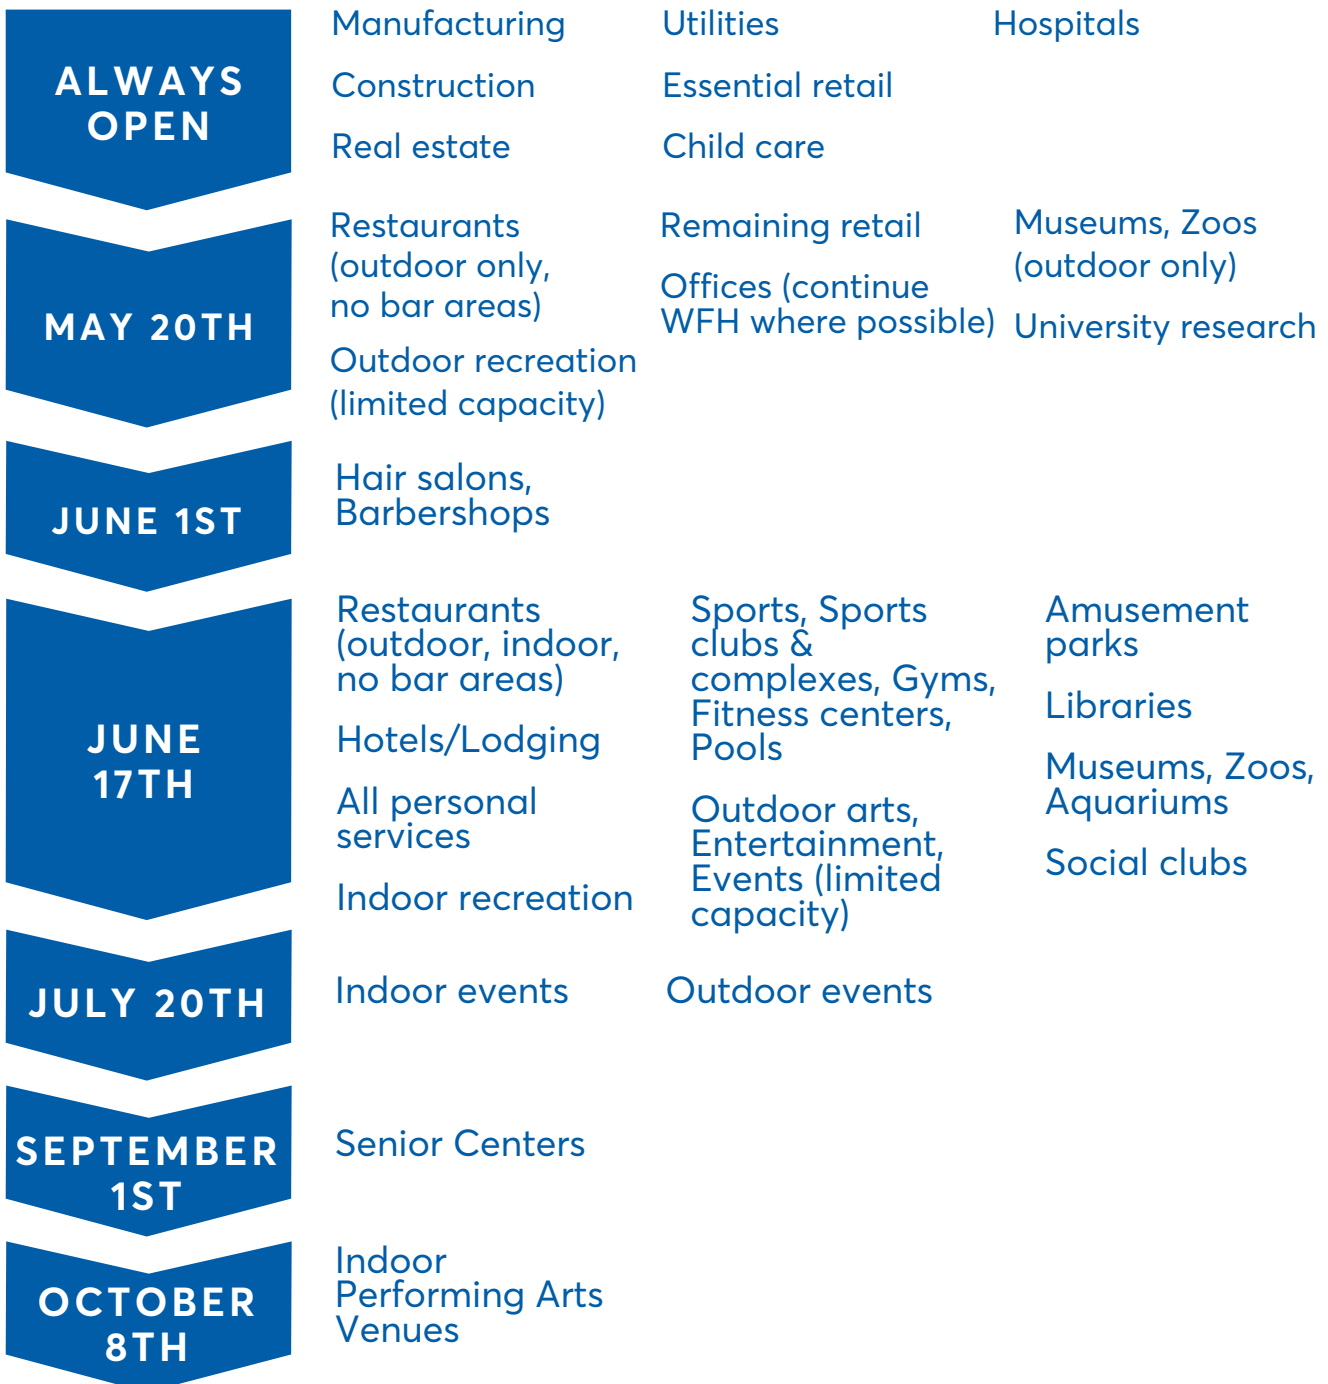 ALWAYS
OPEN
Manufacturing
Construction
Real estate
Utilities
Essential retail
Child care
Hospitals
MAY 20TH
Restaurants
(outdoor only,
no bar areas)
Outdoor recreation
(limited capacity)
Remaining retail
Offices (continue
WFH where possible)
Museums, Zoos
(outdoor only)
University research
JUNE 1ST
Hair salons,
Barbershops
JUNE
17TH
Restaurants
(outdoor, indoor,
no bar areas)
Hotels/Lodging
All personal
services
Indoor recreation
Sports, Sports
clubs &
complexes, Gyms,
Fitness centers,
Pools
Outdoor arts,
Entertainment,
Events (limited
capacity)
Amusement
parks
Libraries
Museums, Zoos,
Aquariums
Social clubs
JULY 20TH
Indoor events
Outdoor events
SEPTEMBER
1ST
Senior Centers
OCTOBER
8TH
Indoor
Performing Arts
Venues